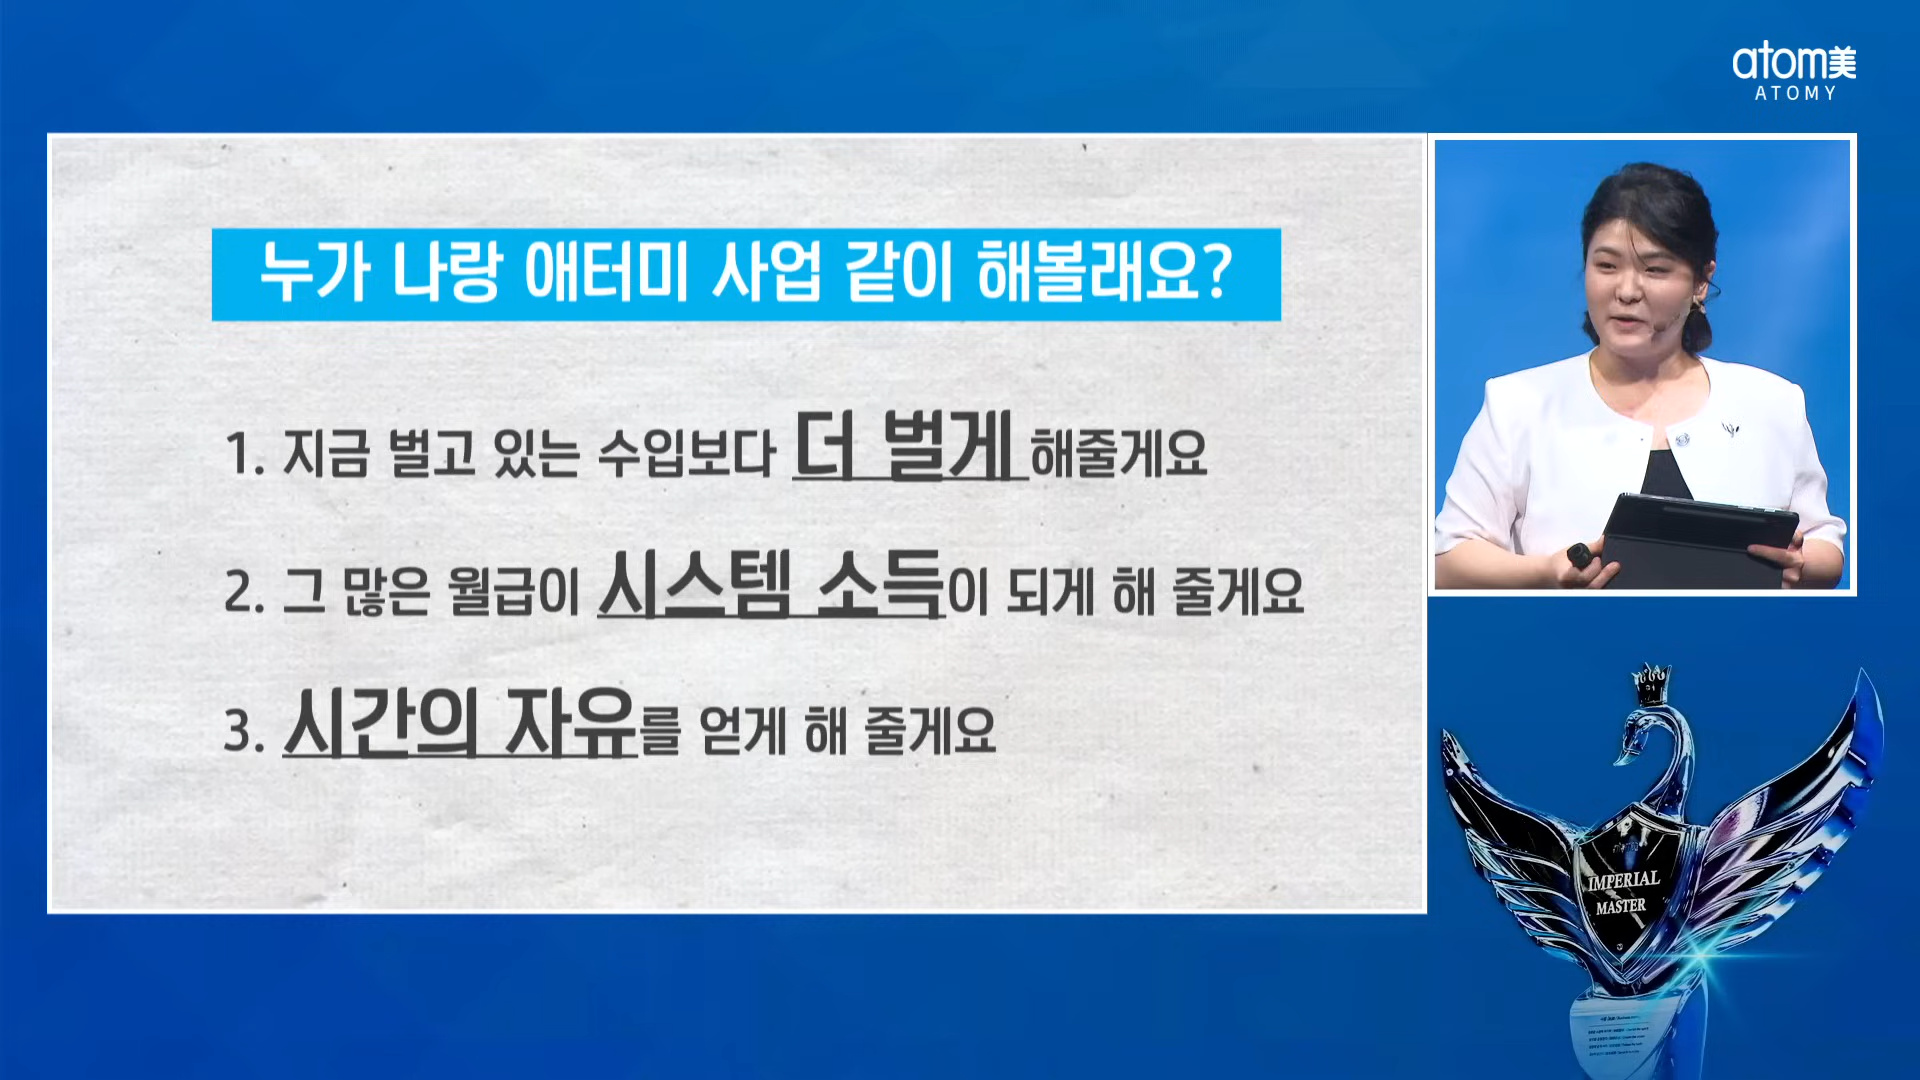 atom美
ATOMY
누가 나랑 애터미 사업 같이 해볼래요?
1. 지금 벌고 있는 수입보다 더 벌게 해줄게요
2. 그 많은 월급이 시스템 소득이 되게 해 줄게요
3. 시간의 자유를 얻게 해 줄게요
IMPERIAL
MASTER